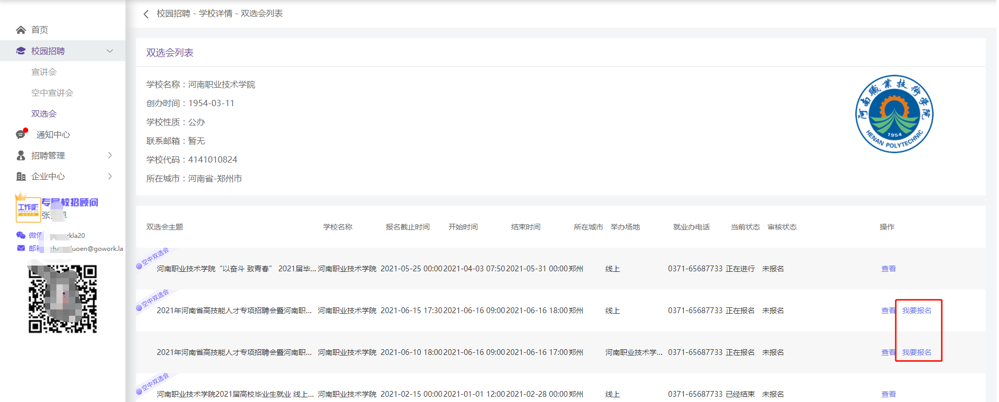 校园招聘 - 学校详情 - 双选会列表
首页
校园招聘
宣讲会
空中宣讲会
双选会
通知中心
招聘管理
企业中心
工作啦
专属校招顾问
张
微信 rkla20
邮箱 uoen@gowork.la
双选会列表
学校名称：河南职业技术学院
创办时间：1954-03-11
学校性质：公办
联系邮箱：暂无
学校代码：4141010824
所在城市：河南省-郑州市
河南職業技術学院
1954
HENAN POLYTECHNIC
双选会主题 学校名称 报名截止时间 开始时间 结束时间 所在城市 举办场地 就业办电话 当前状态 审核状态 操作
空中双选会
河南职业技术学院“以奋斗 致青春” 2021届毕... 河南职业技术学院 2021-05-25 00:00 2021-04-03 07:50 2021-05-31 00:00 郑州 线上 0371-65687733 正在进行 未报名 查看
空中双选会
2021年河南省高技能人才专项招聘会暨河南职... 河南职业技术学院 2021-06-15 17:30 2021-06-16 09:00 2021-06-16 18:00 郑州 线上 0371-65687733 正在报名 未报名 查看 我要报名
2021年河南省高技能人才专项招聘会暨河南职... 河南职业技术学院 2021-06-10 18:00 2021-06-16 09:00 2021-06-16 17:00 郑州 河南职业技术学... 0371-65687733 正在报名 未报名 查看 我要报名
空中双选会
河南职业技术学院2021届高校毕业生就业 线上... 河南职业技术学院 2021-02-15 00:00 2021-01-01 12:00 2021-02-28 00:00 郑州 线上 0371-65687733 已经结束 未报名 查看